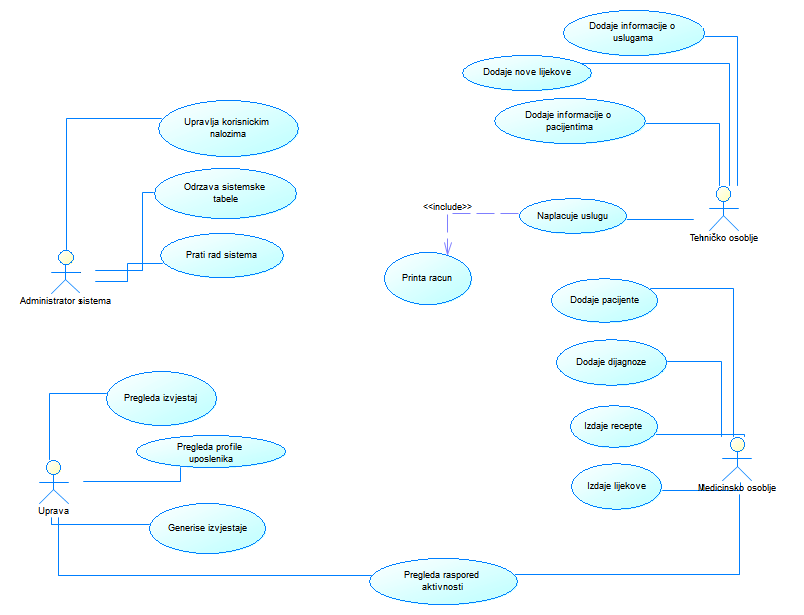 Dodaje informacije o
uslugama
Dodaje nove lijekove
Dodaje informacije o
pacijentima
Upravlja korisnickim
nalozima
Odrzava sistemske
tabele
<<include>>
Naplacuje uslugu
Tehničko osoblje
Prati rad sistema
Printa racun
Administrator sistema
Dodaje pacijente
Dodaje dijagnoze
Pregleda izvjestaj
Izdaje recepte
Pregleda profile
uposlenika
Izdaje lijekove
Medicinsko osoblje
Uprava
Generise izvjestaje
Pregleda raspored
aktivnosti